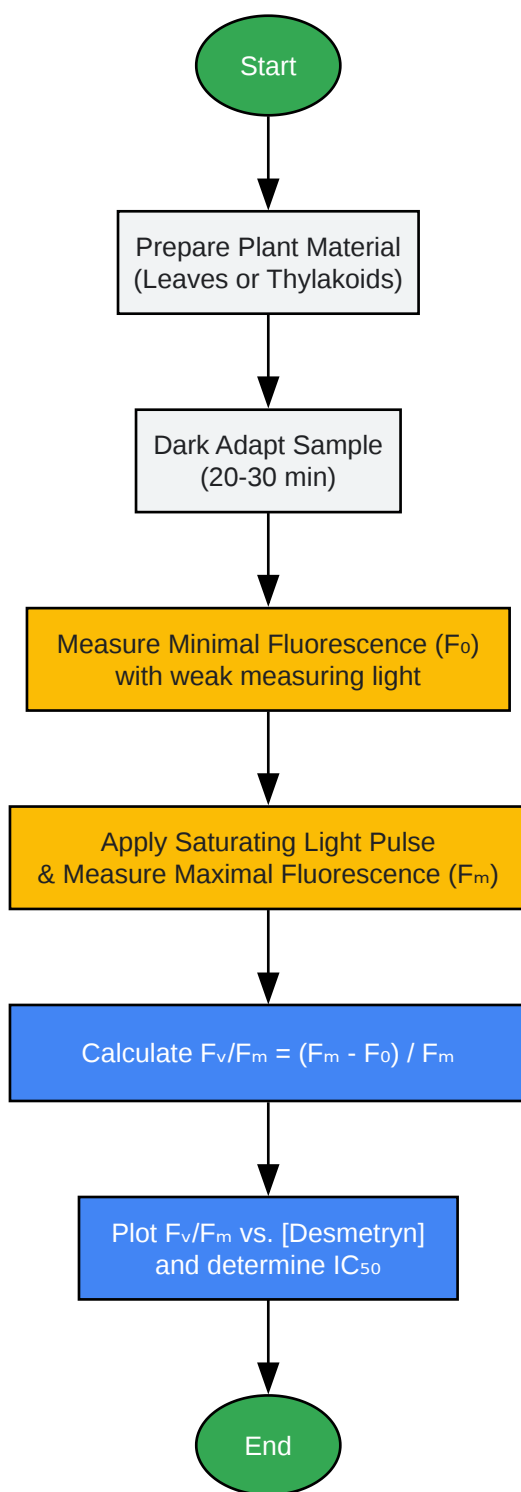 Start
Prepare Plant Material
(Leaves or Thylakoids)
Dark Adapt Sample
(20-30 min)
Measure Minimal Fluorescence (F₀)
with weak measuring light
Apply Saturating Light Pulse
& Measure Maximal Fluorescence (Fₘ)
Calculate Fᵥ/Fₘ = (Fₘ - F₀) / Fₘ
Plot Fᵥ/Fₘ vs. [Desmetryn]
and determine IC₅₀
End